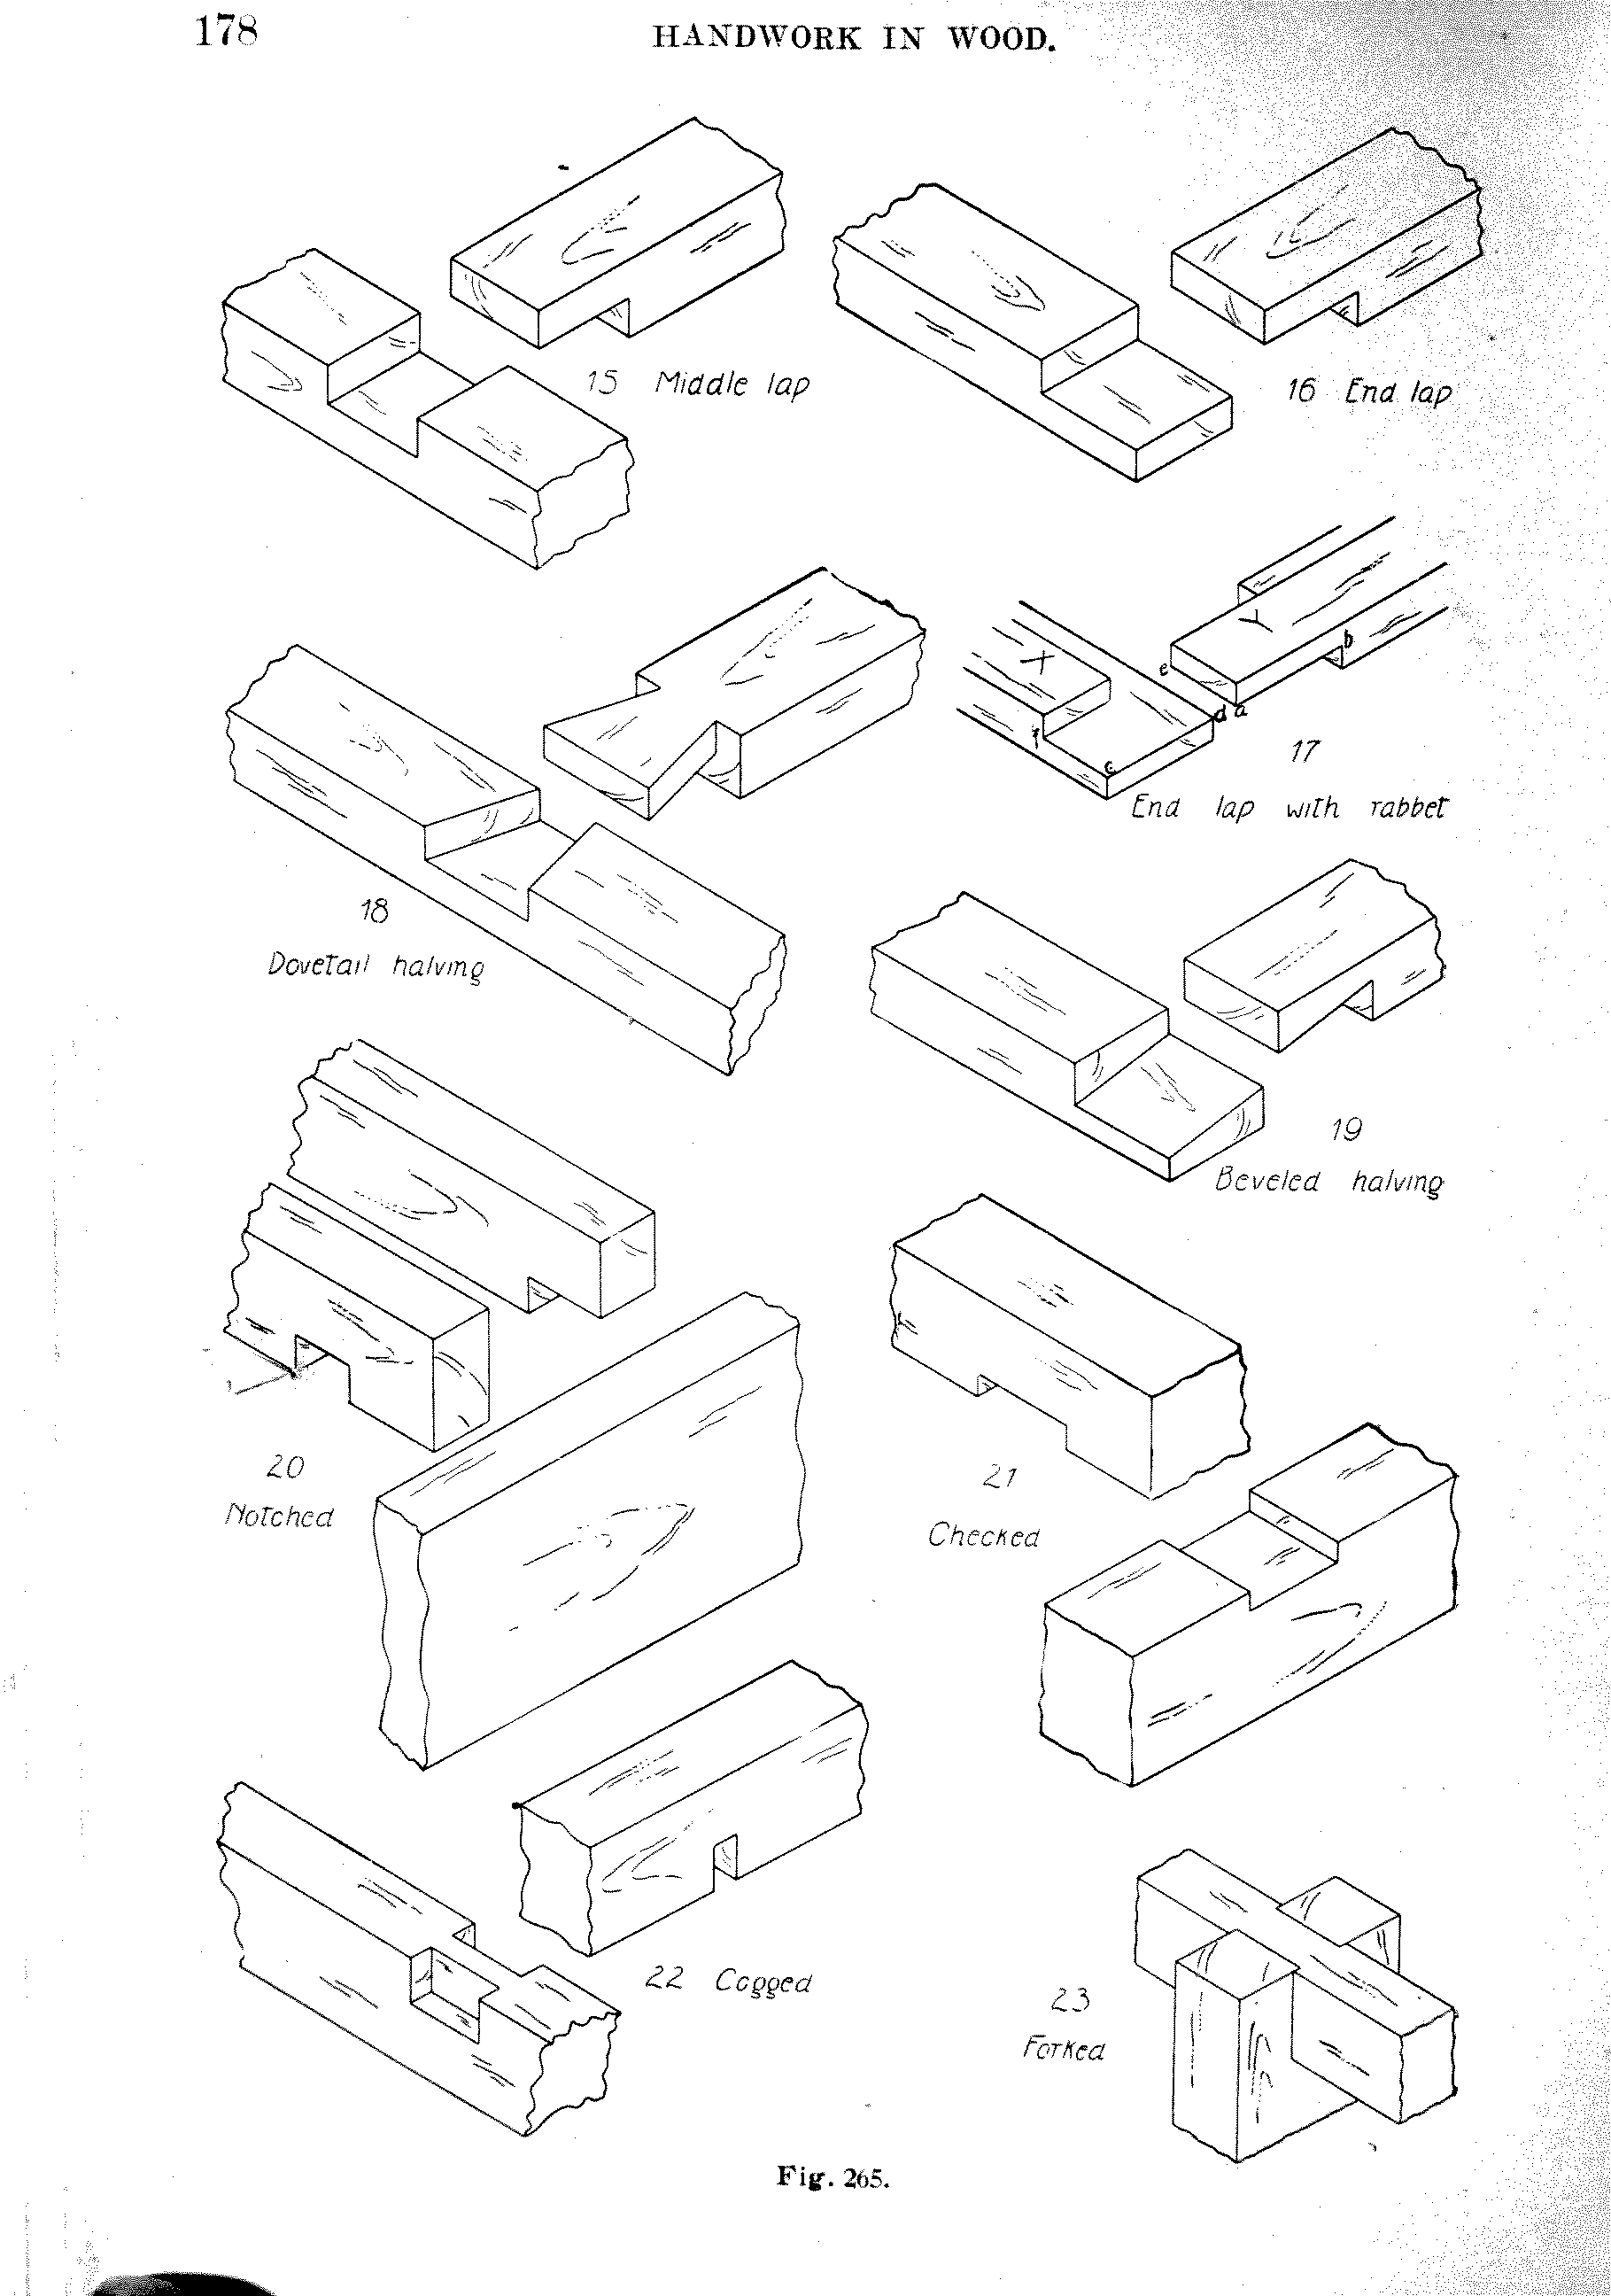 178
HANDWORK IN WOOD.
15 Middle lap
16 End lap
X
Y
e
b
d a
f
c
17
End lap with rabbet
18
Dovetail halving
19
Beveled halving
20
Notched
21
Checked
22 Cogged
23
Forked
Fig. 265.